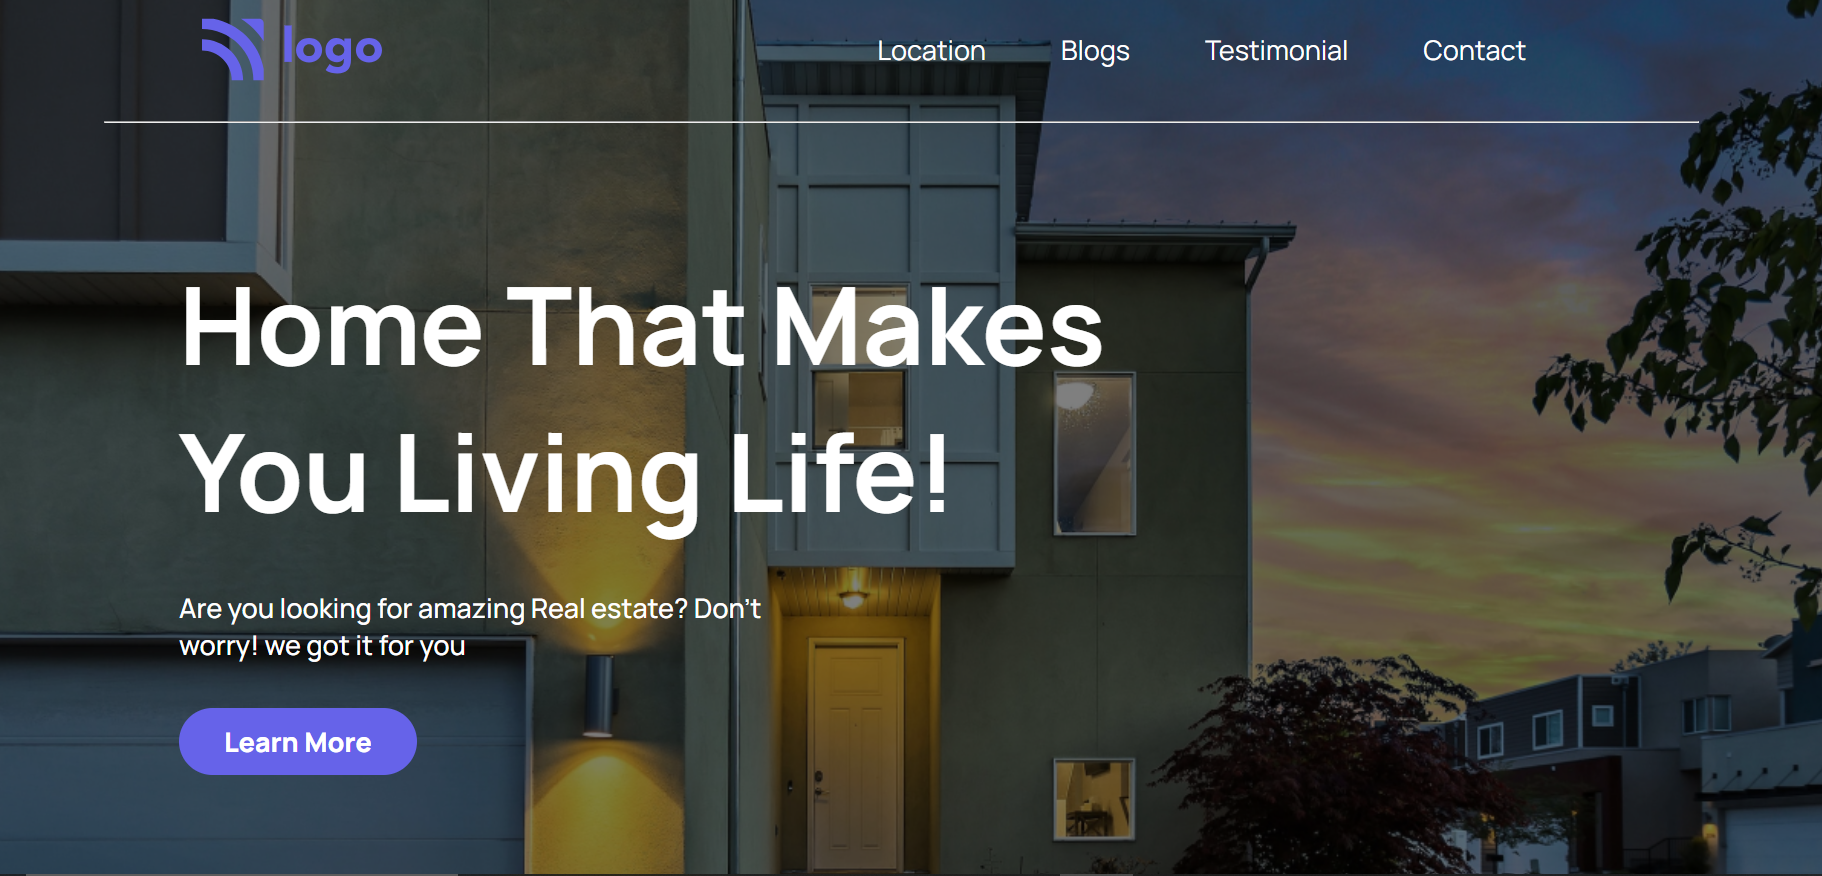 logo
Location
Blogs
Testimonial
Contact
Home That Makes
You Living Life!
Are you looking for amazing Real estate? Don't
worry! we got it for you
Learn More